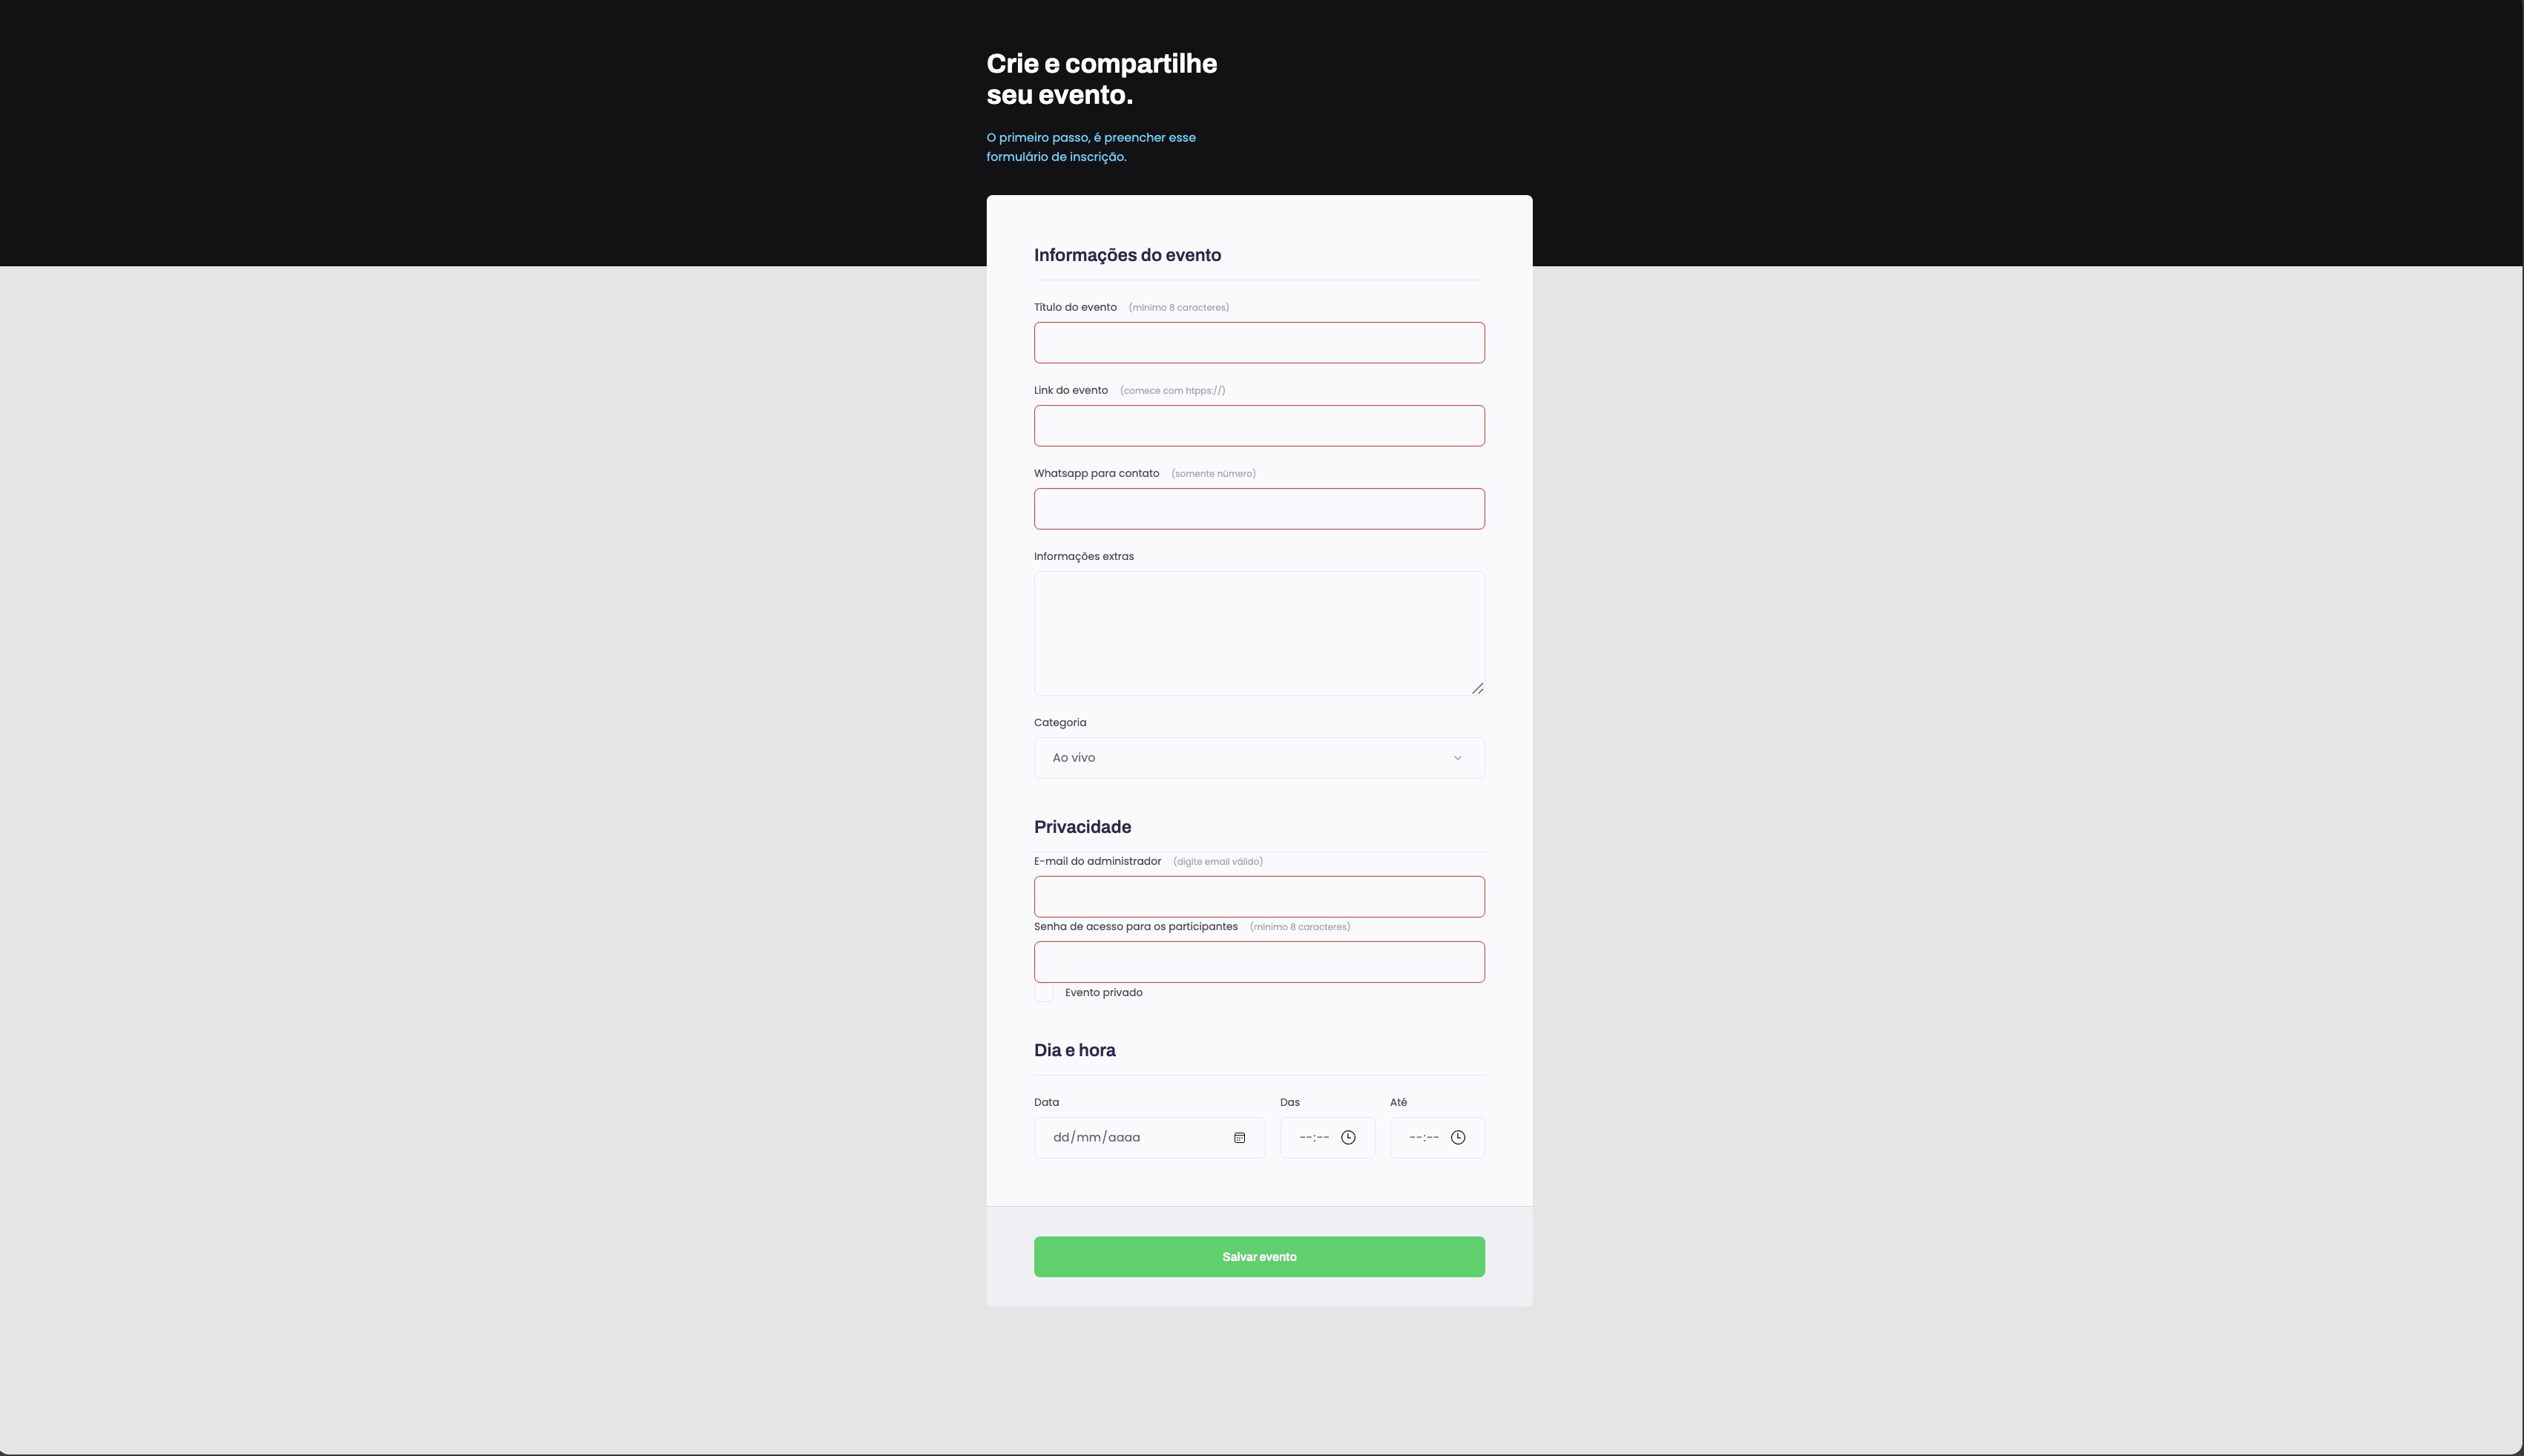 Crie e compartilhe
seu evento.
O primeiro passo, é preencher esse
formulário de inscrição.
Informações do evento
Título do evento (mínimo 8 caracteres)
Link do evento (comece com htpps://)
Whatsapp para contato (somente número)
Informações extras
Categoria
Ao vivo
Privacidade
E-mail do administrador (digite email válido)
Senha de acesso para os participantes (mínimo 8 caracteres)
Evento privado
Dia e hora
Data Das Até
dd/mm/aaaa --:-- --:--
Salvar evento